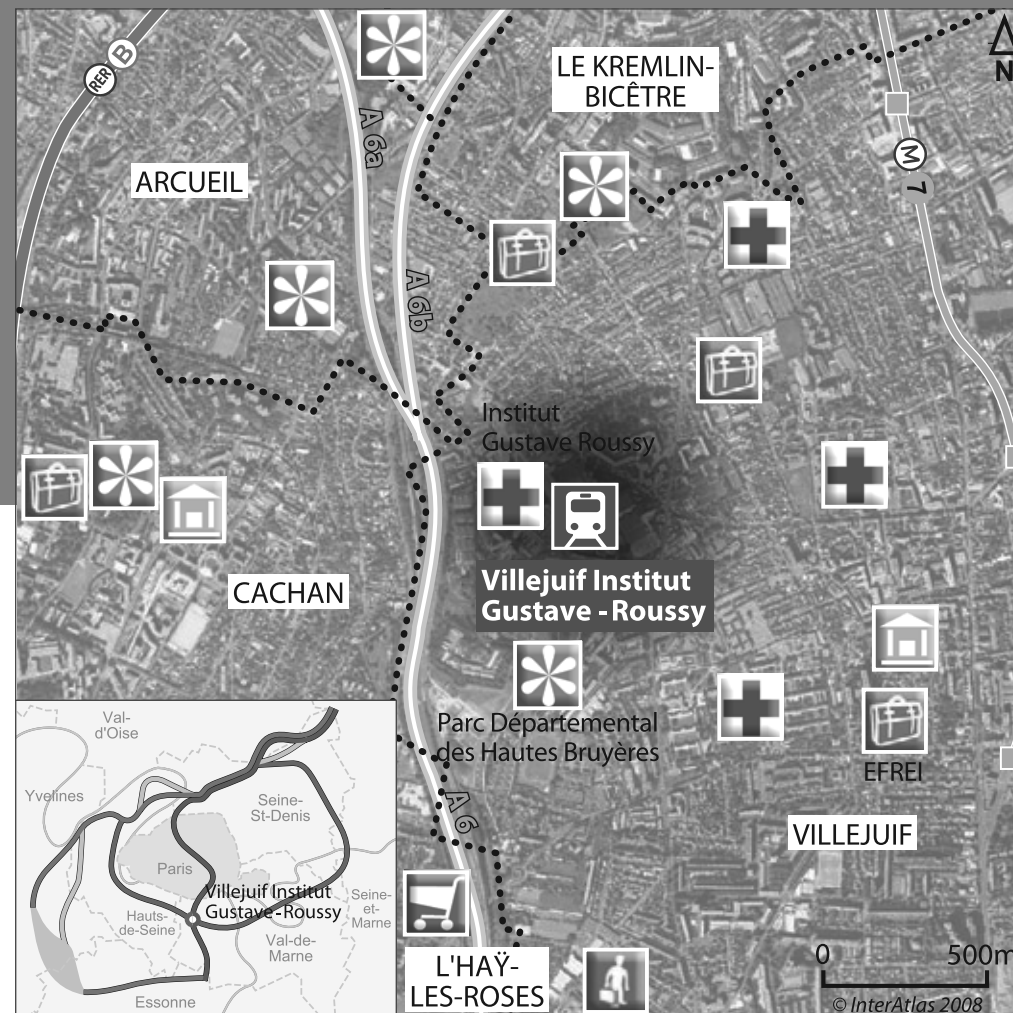 RER B
A 6a
LE KREMLIN-
BICÊTRE
N
M 7
ARCUEIL
A 6b
Institut
Gustave Roussy
CACHAN
Villejuif Institut
Gustave - Roussy
Parc Départemental
des Hautes Bruyères
EFREI
A 6
VILLEJUIF
L'HAŸ-
LES-ROSES
0 500m
© InterAtlas 2008
Val-
d'Oise
Yvelines
Seine-
St-Denis
Paris
Villejuif Institut
Gustave-Roussy
Seine-
et-
Marne
Hauts-
de-Seine
Val-de-
Marne
Essonne